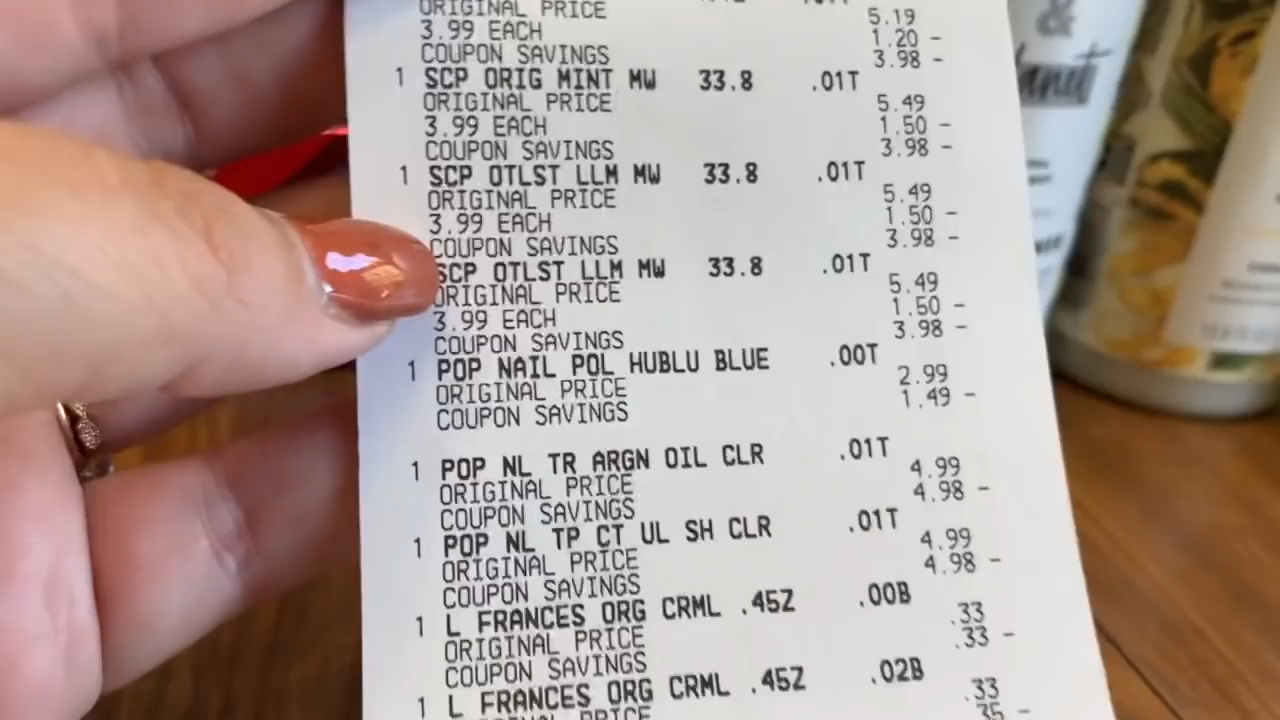 ORIGINAL PRICE 5.19
3.99 EACH 1.20 -
COUPON SAVINGS 3.98 -
1 SCP ORIG MINT MW 33.8 .01T
ORIGINAL PRICE 5.49
3.99 EACH 1.50 -
COUPON SAVINGS 3.98 -
1 SCP OTLST LLM MW 33.8 .01T
ORIGINAL PRICE 5.49
3.99 EACH 1.50 -
COUPON SAVINGS 3.98 -
SCP OTLST LLM MW 33.8 .01T
ORIGINAL PRICE 5.49
3.99 EACH 1.50 -
COUPON SAVINGS 3.98 -
1 POP NAIL POL HUBLU BLUE .00T
ORIGINAL PRICE 2.99
COUPON SAVINGS 1.49 -
1 POP NL TR ARGN OIL CLR .01T
ORIGINAL PRICE 4.99
COUPON SAVINGS 4.98 -
1 POP NL TP CT UL SH CLR .01T
ORIGINAL PRICE 4.99
COUPON SAVINGS 4.98 -
1 L FRANCES ORG CRML .45Z .00B
ORIGINAL PRICE .33
COUPON SAVINGS .33 -
1 L FRANCES ORG CRML .45Z .02B
ORIGINAL PRICE .33
.35 -
&
lanet